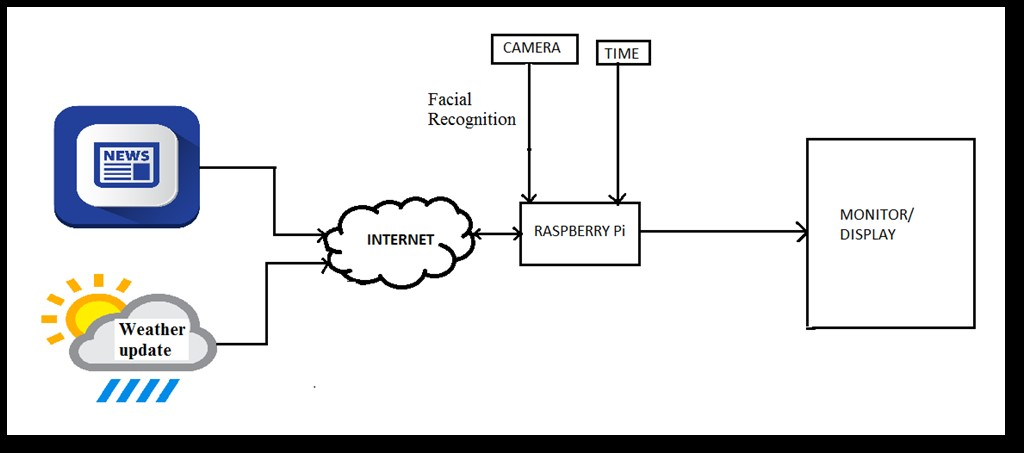 CAMERA
TIME
Facial
Recognition
NEWS
INTERNET
RASPBERRY Pi
MONITOR/
DISPLAY
Weather
update